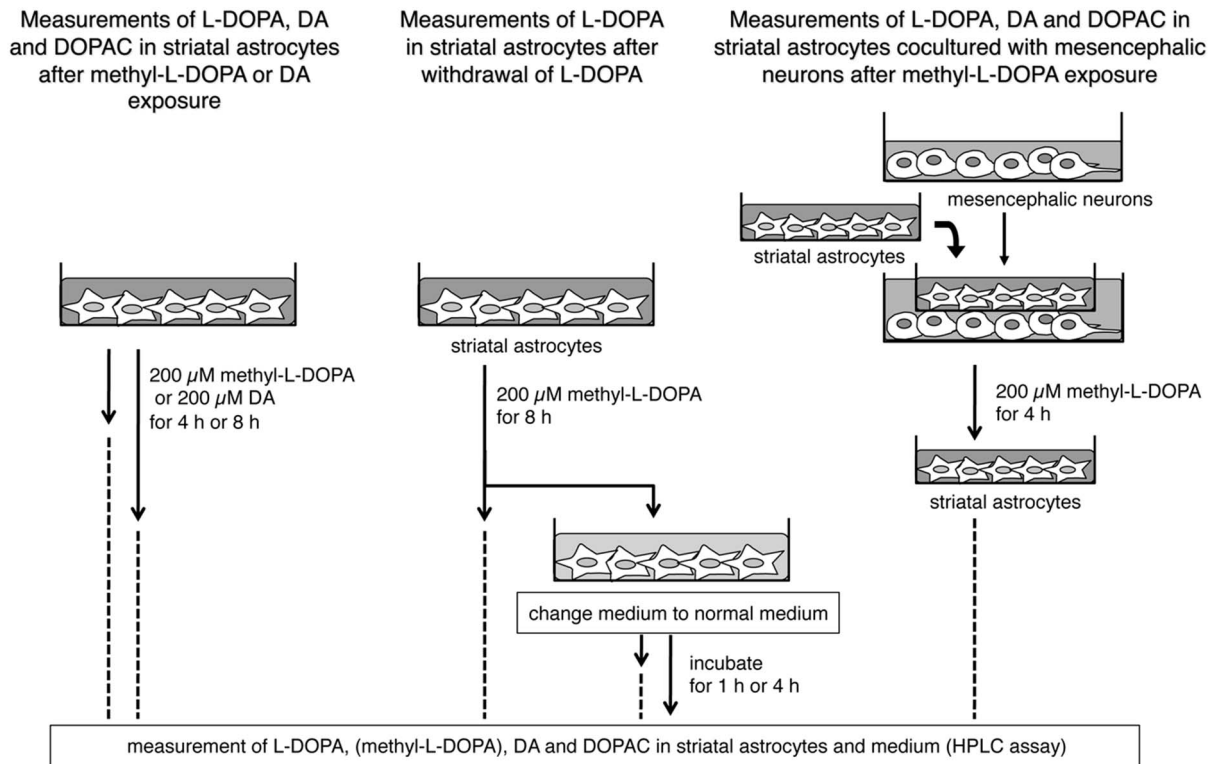 Measurements of L-DOPA, DA
and DOPAC in striatal astrocytes
after methyl-L-DOPA or DA
exposure
Measurements of L-DOPA
in striatal astrocytes after
withdrawal of L-DOPA
Measurements of L-DOPA, DA and DOPAC in
striatal astrocytes cocultured with mesencephalic
neurons after methyl-L-DOPA exposure
mesencephalic neurons
striatal astrocytes
striatal astrocytes
200 μM methyl-L-DOPA
or 200 μM DA
for 4 h or 8 h
200 μM methyl-L-DOPA
for 8 h
200 μM methyl-L-DOPA
for 4 h
striatal astrocytes
change medium to normal medium
incubate
for 1 h or 4 h
measurement of L-DOPA, (methyl-L-DOPA), DA and DOPAC in striatal astrocytes and medium (HPLC assay)